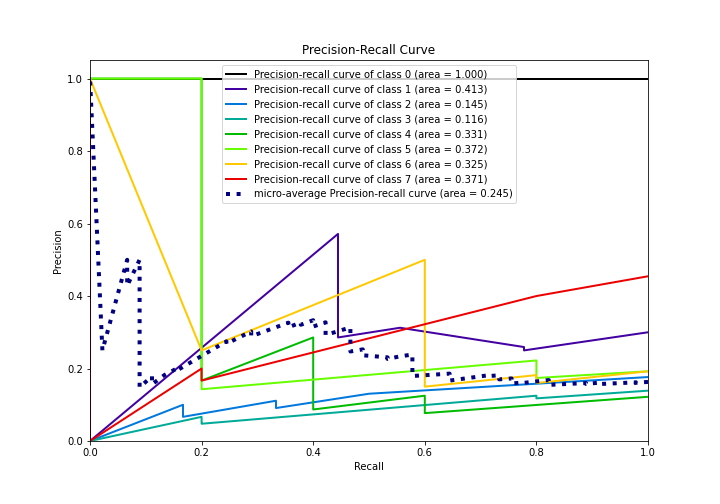 Precision-Recall Curve
Precision-recall curve of class 0 (area = 1.000)
Precision-recall curve of class 1 (area = 0.413)
Precision-recall curve of class 2 (area = 0.145)
Precision-recall curve of class 3 (area = 0.116)
Precision-recall curve of class 4 (area = 0.331)
Precision-recall curve of class 5 (area = 0.372)
Precision-recall curve of class 6 (area = 0.325)
Precision-recall curve of class 7 (area = 0.371)
micro-average Precision-recall curve (area = 0.245)
Precision
1.0
0.8
0.6
0.4
0.2
0.0
0.0 0.2 0.4 0.6 0.8 1.0
Recall